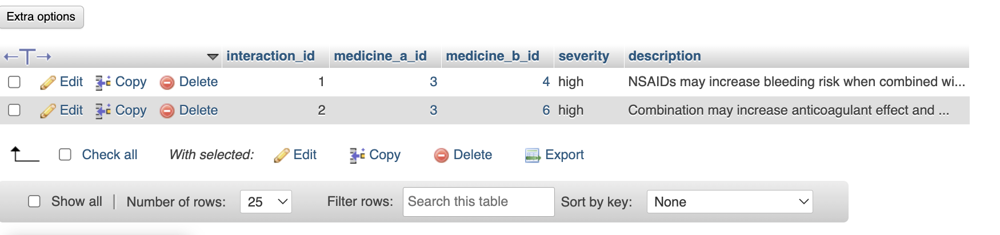 Extra options
←T→ interaction_id medicine_a_id medicine_b_id severity description
Edit Copy Delete 1 3 4 high NSAIDs may increase bleeding risk when combined wi...
Edit Copy Delete 2 3 6 high Combination may increase anticoagulant effect and ...
Check all With selected: Edit Copy Delete Export
Show all | Number of rows: 25 Filter rows: Search this table Sort by key: None